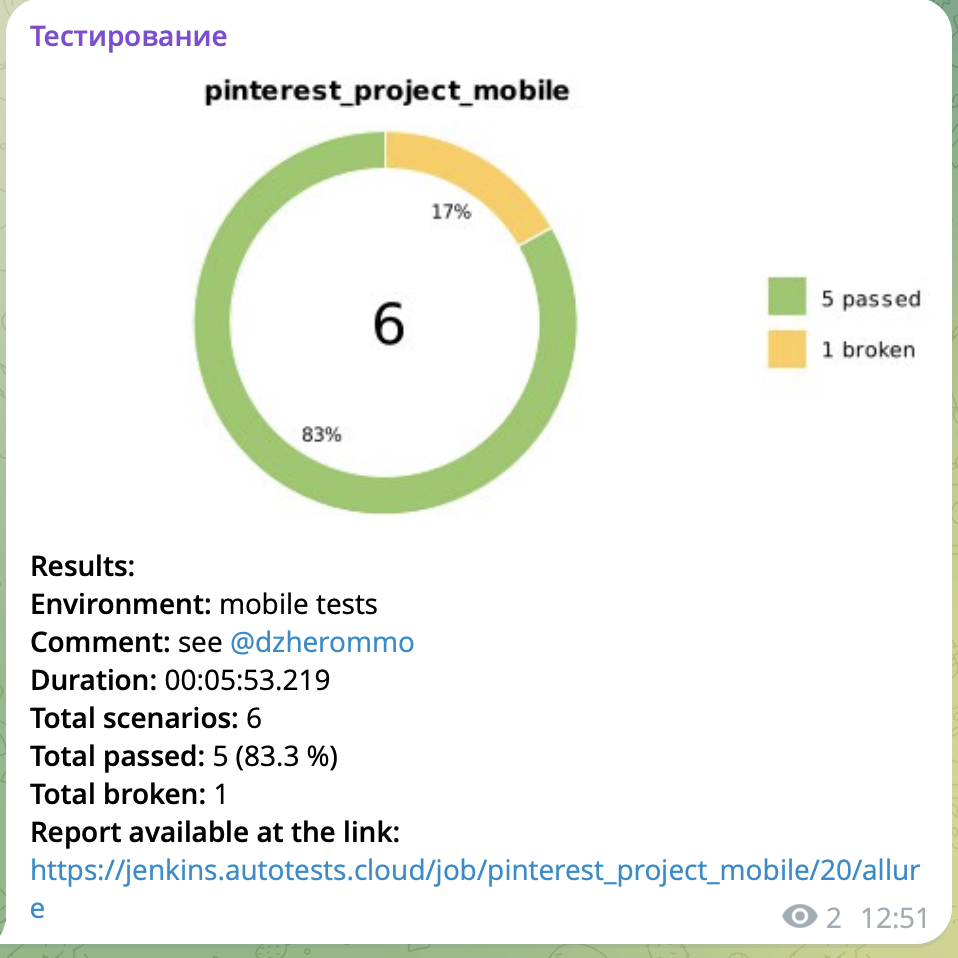 Тестирование
pinterest_project_mobile
17%
6
83%
5 passed
1 broken
Results:
Environment: mobile tests
Comment: see @dzherommo
Duration: 00:05:53.219
Total scenarios: 6
Total passed: 5 (83.3 %)
Total broken: 1
Report available at the link:
https://jenkins.autotests.cloud/job/pinterest_project_mobile/20/allur
e
2 12:51